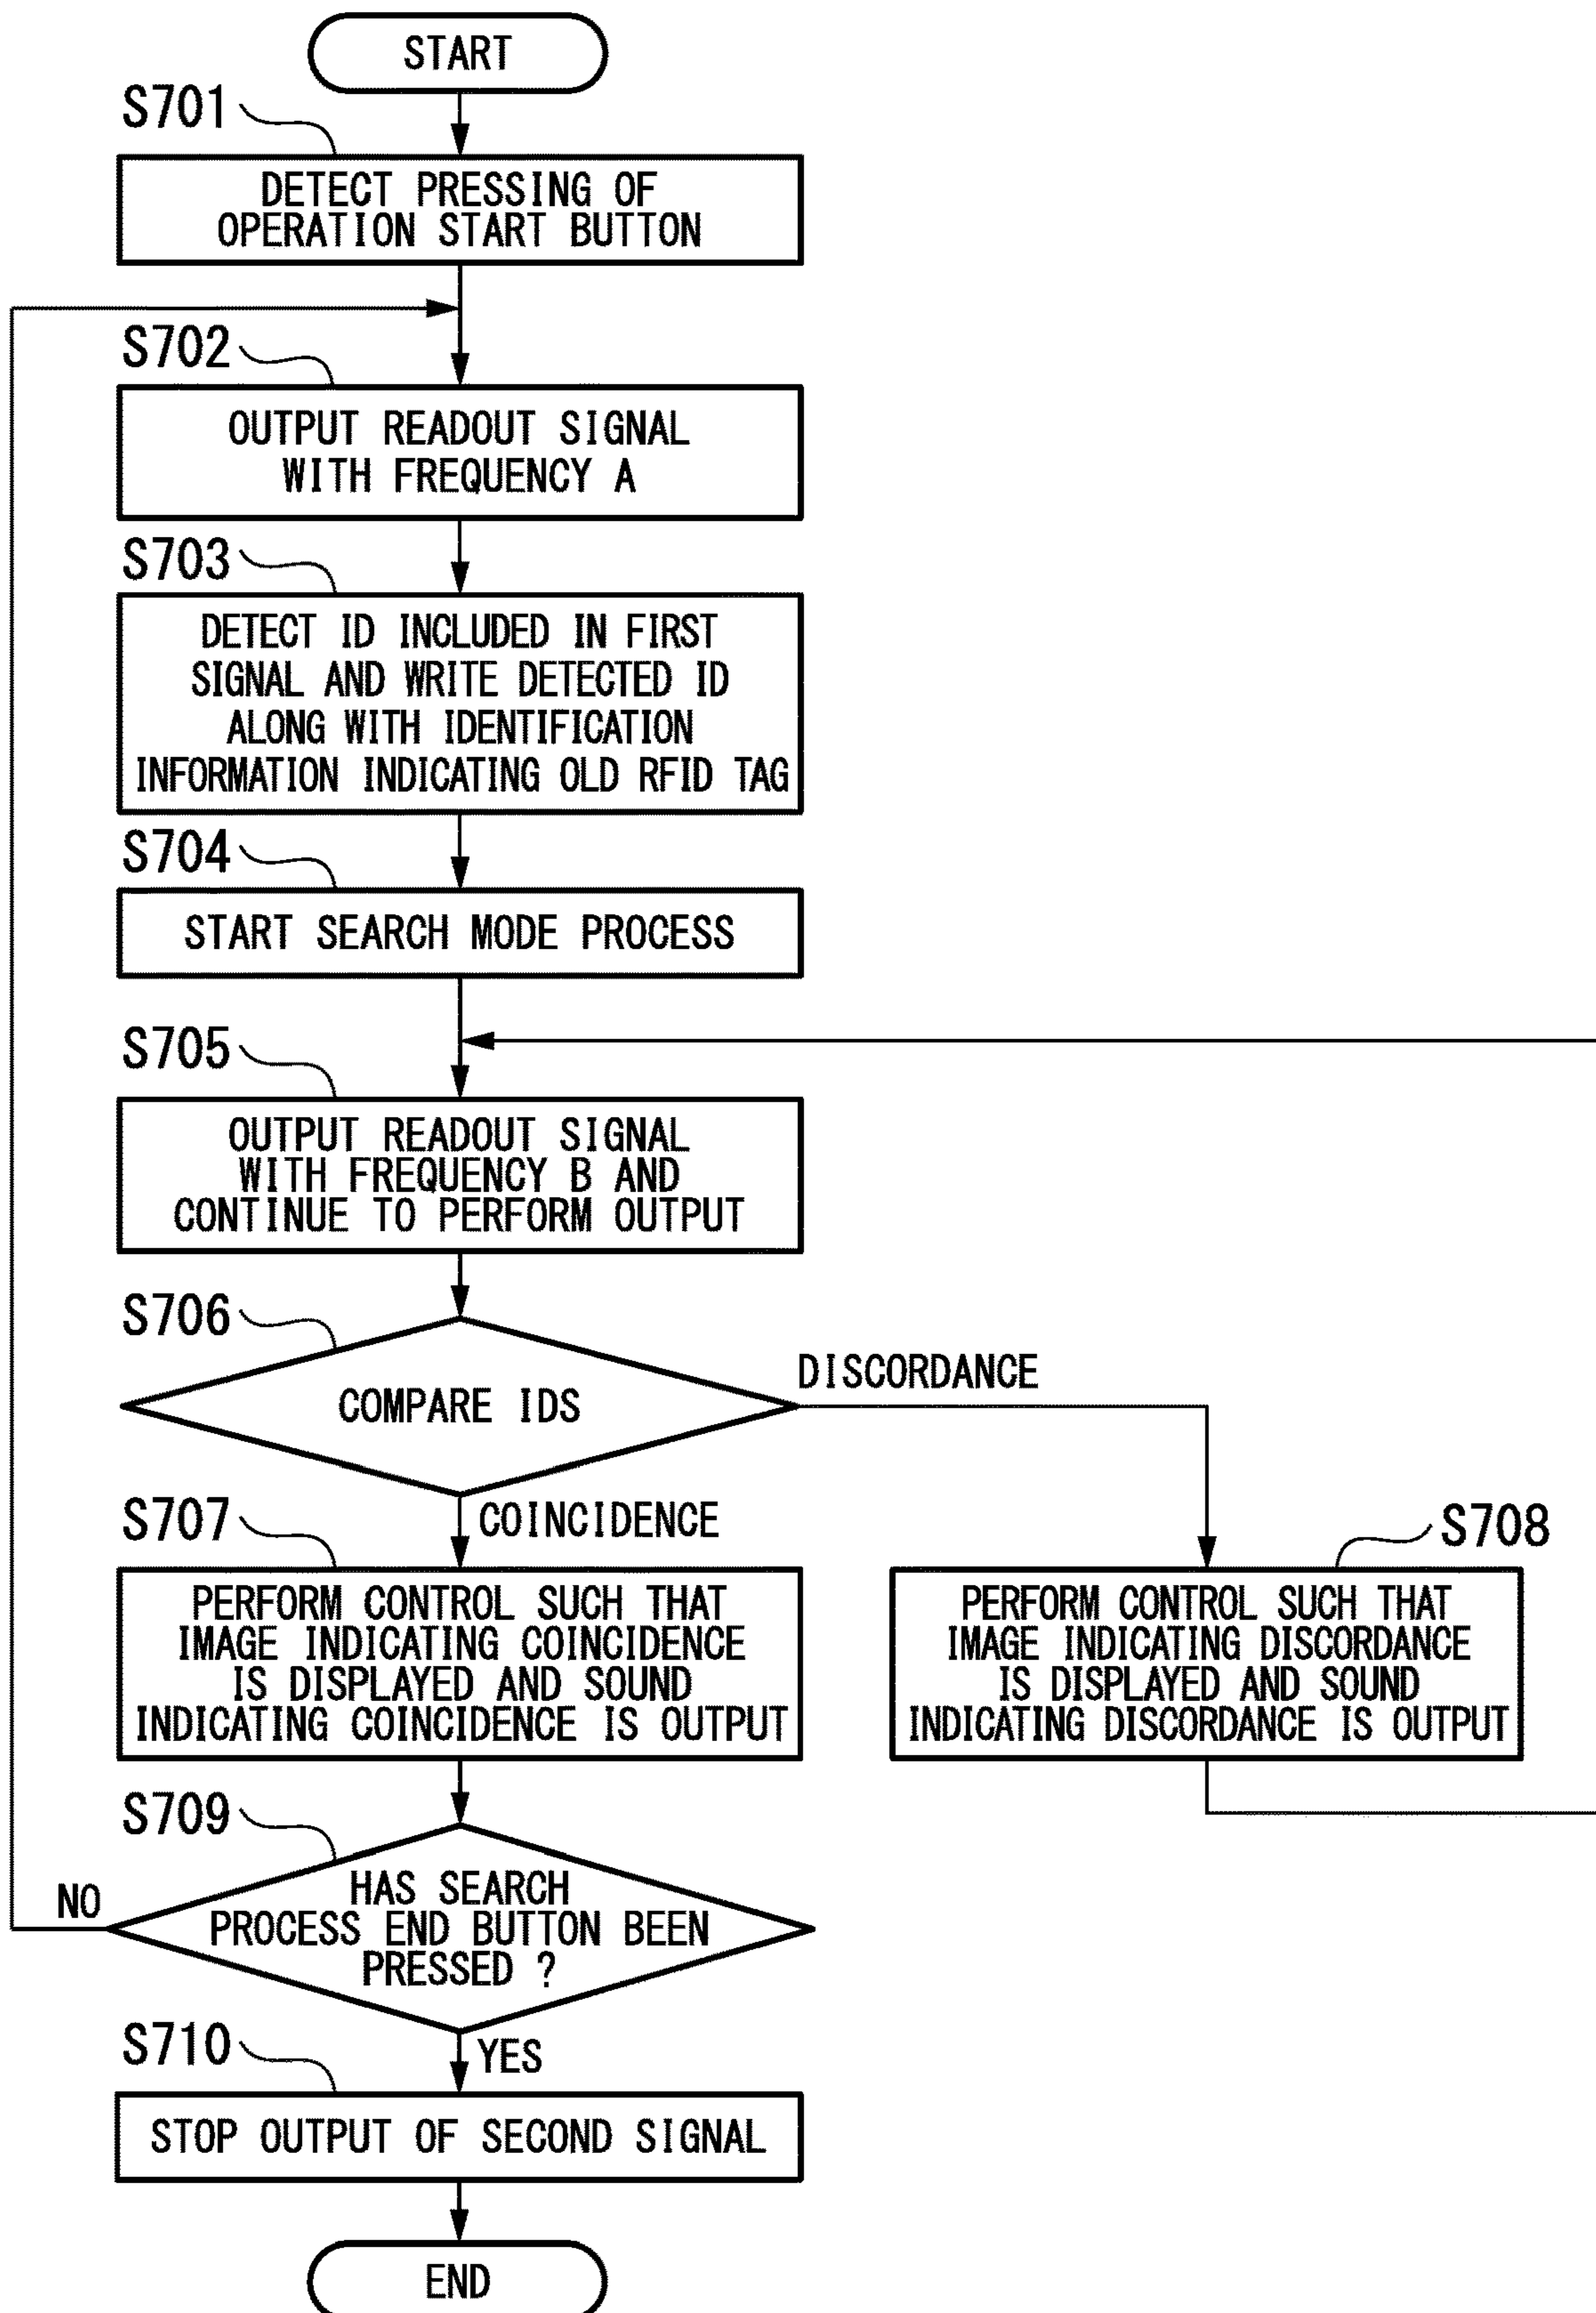 START
S701
DETECT PRESSING OF
OPERATION START BUTTON
S702
OUTPUT READOUT SIGNAL
WITH FREQUENCY A
S703
DETECT ID INCLUDED IN FIRST
SIGNAL AND WRITE DETECTED ID
ALONG WITH IDENTIFICATION
INFORMATION INDICATING OLD RFID TAG
S704
START SEARCH MODE PROCESS
S705
OUTPUT READOUT SIGNAL
WITH FREQUENCY B AND
CONTINUE TO PERFORM OUTPUT
S706
COMPARE IDS
DISCORDANCE
COINCIDENCE
S707
PERFORM CONTROL SUCH THAT
IMAGE INDICATING COINCIDENCE
IS DISPLAYED AND SOUND
INDICATING COINCIDENCE IS OUTPUT
S708
PERFORM CONTROL SUCH THAT
IMAGE INDICATING DISCORDANCE
IS DISPLAYED AND SOUND
INDICATING DISCORDANCE IS OUTPUT
S709
HAS SEARCH
PROCESS END BUTTON BEEN
PRESSED ?
NO
YES
S710
STOP OUTPUT OF SECOND SIGNAL
END